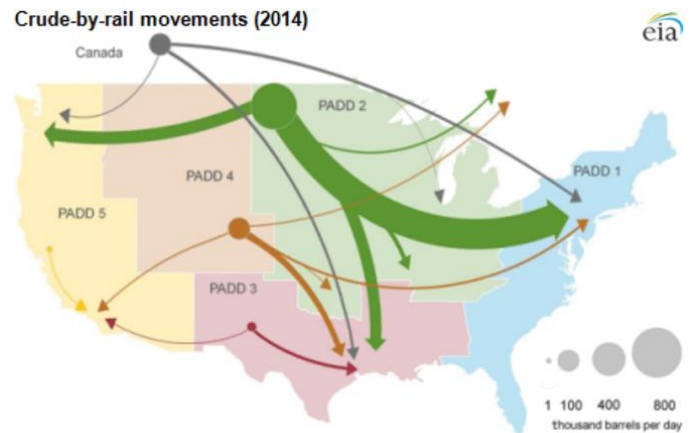 Crude-by-rail movements (2014)
eia
Canada
PADD 2
PADD 1
PADD 4
PADD 5
PADD 3
1 100 400 800
thousand barrels per day